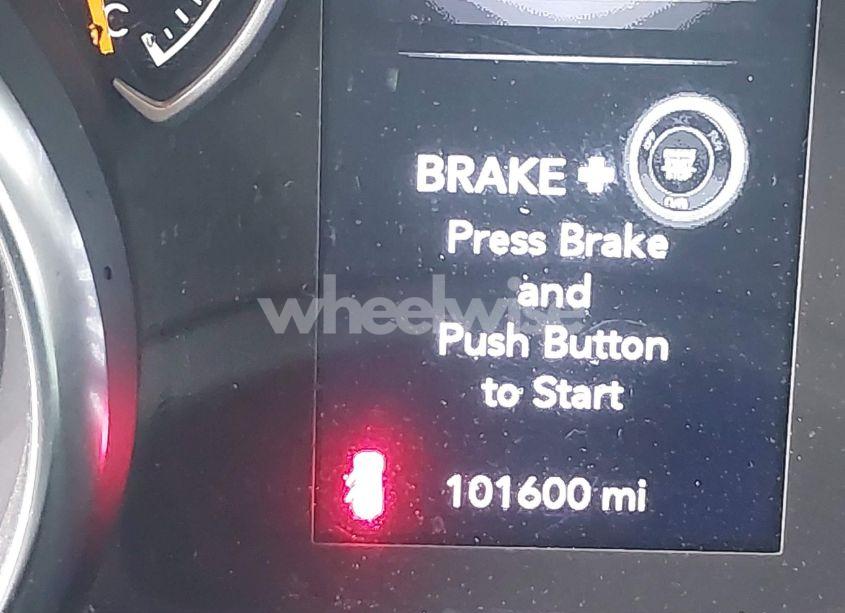 C
BRAKE +
Press Brake
and
wheelwise
Push Button
to Start
101600 mi